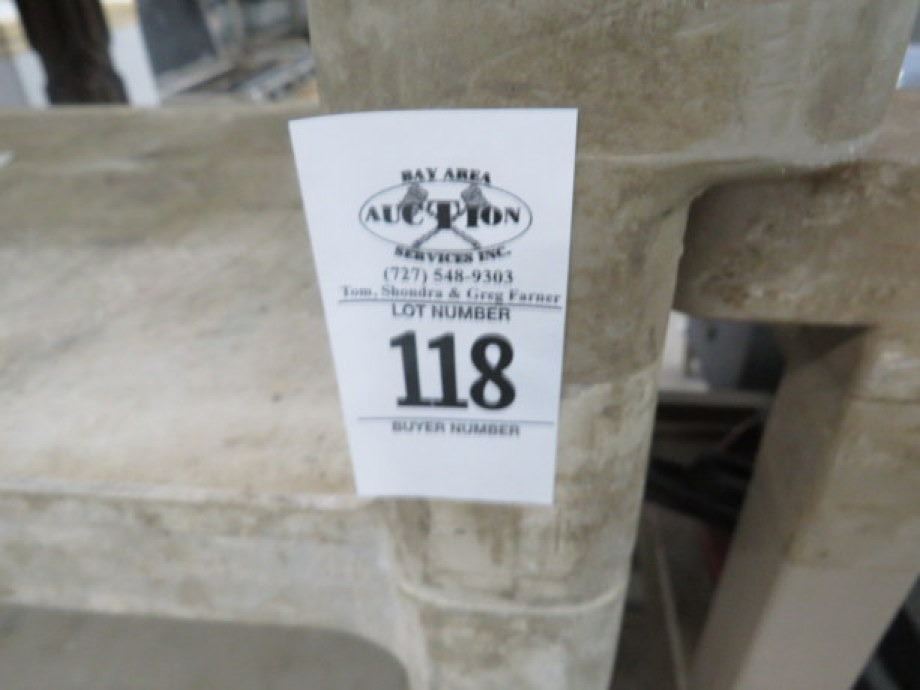 BAY AREA
AUCTION
SERVICES INC.
(727) 548-9303
Tom, Shondra & Greg Farner
LOT NUMBER
118
BUYER NUMBER